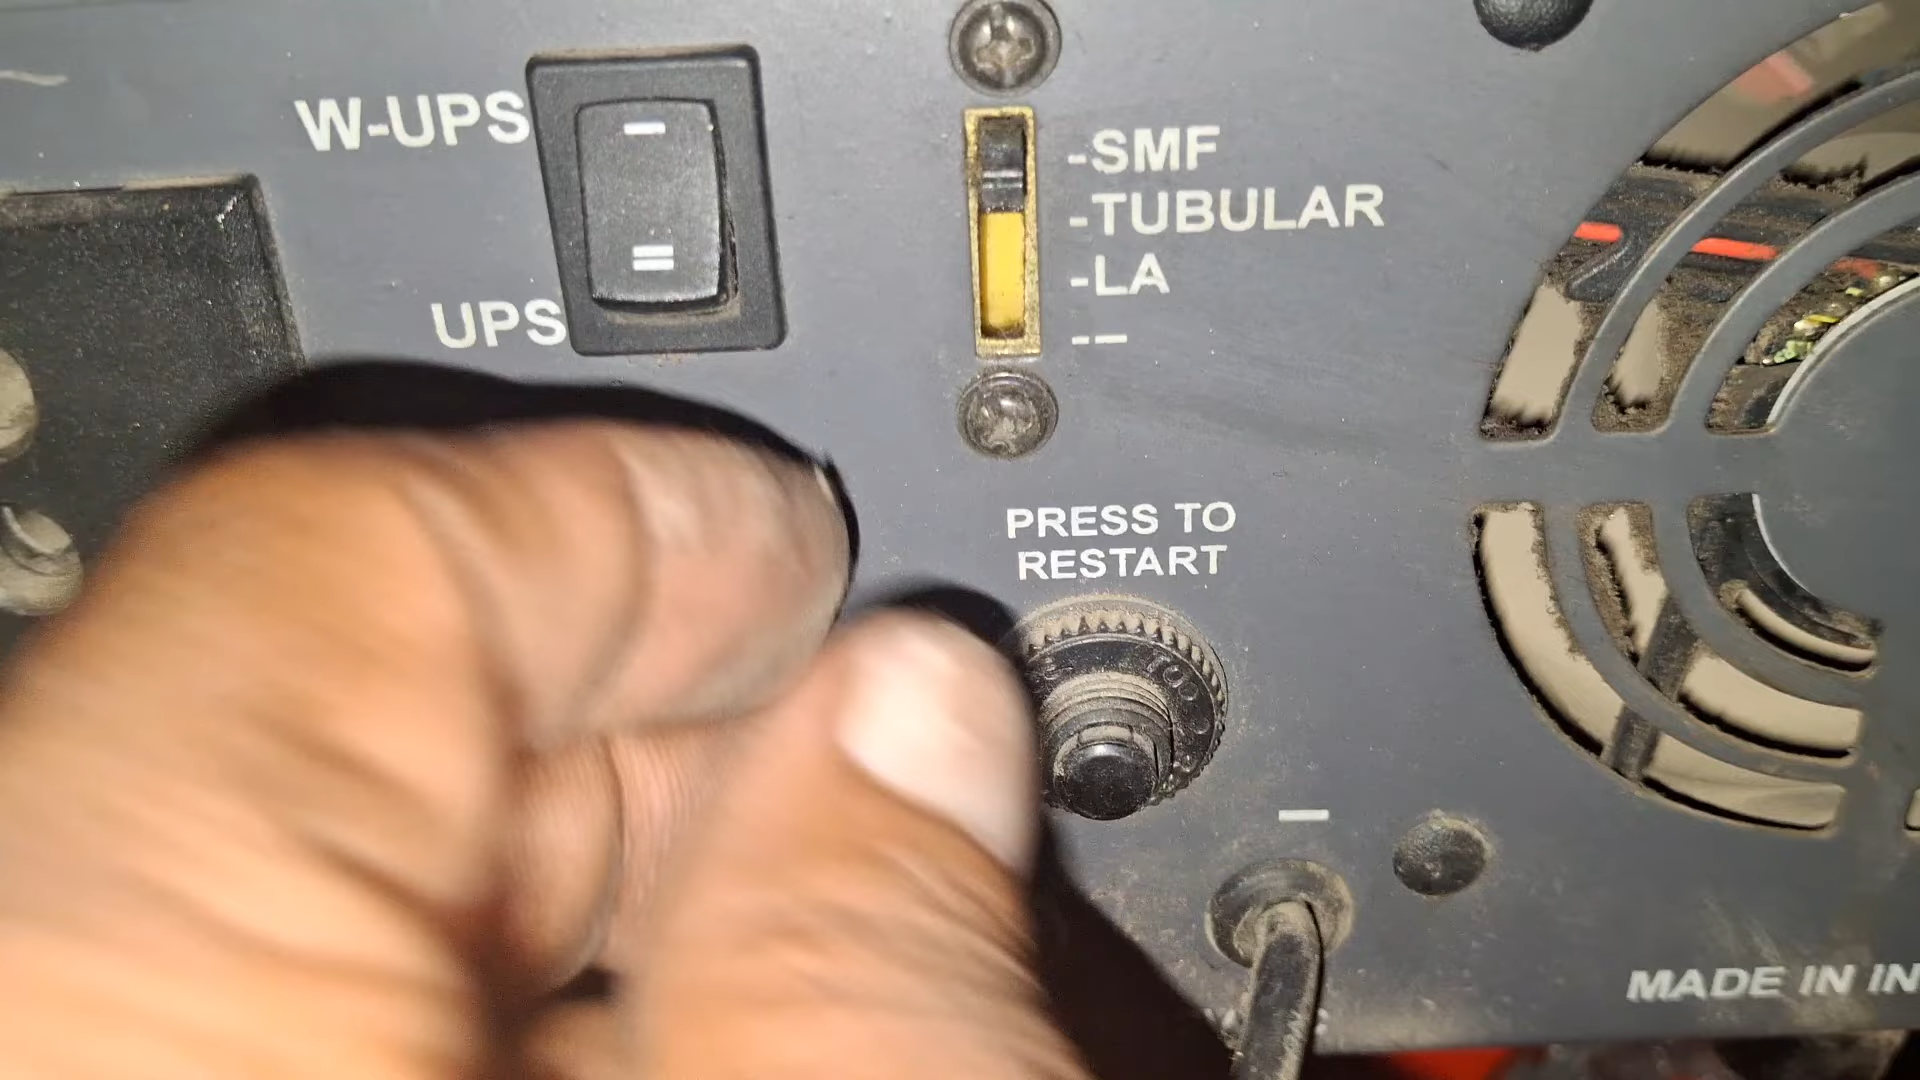 W-UPS
UPS
-SMF
-TUBULAR
-LA
--
PRESS TO
RESTART
—
MADE IN IN